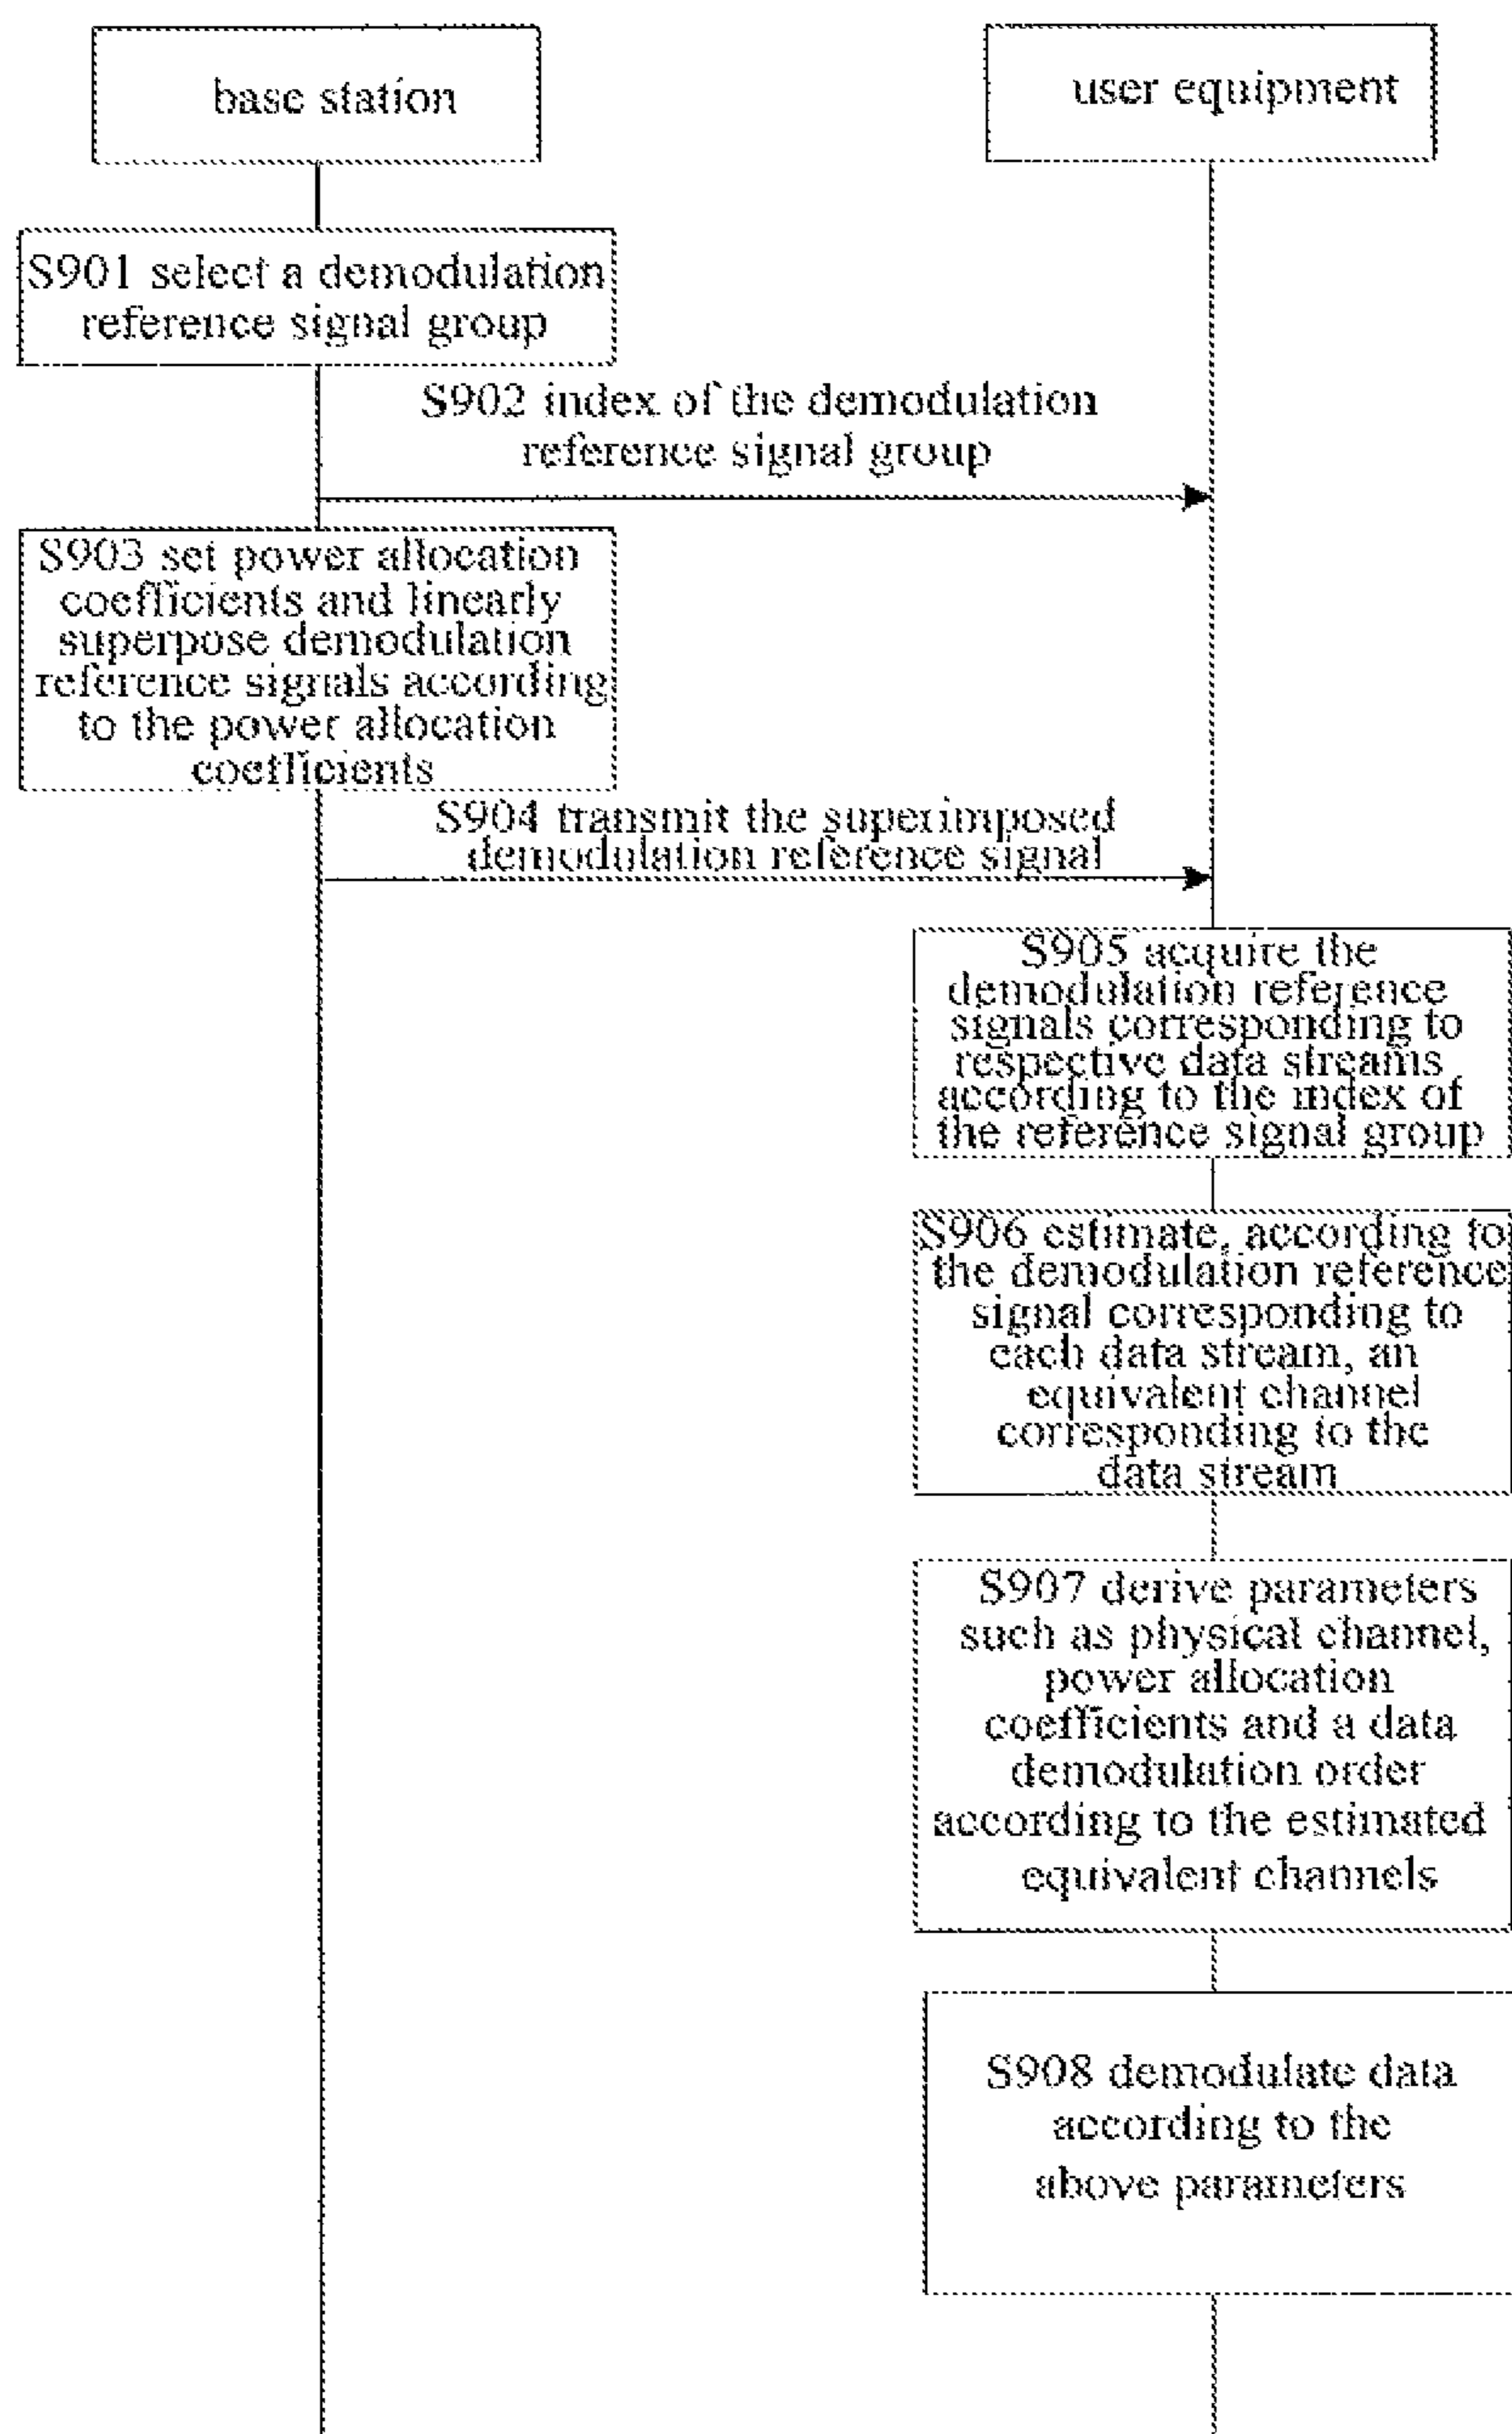 base station
user equipment
S901 select a demodulation
reference signal group
S902 index of the demodulation
reference signal group
S903 set power allocation
coefficients and linearly
superpose demodulation
reference signals according
to the power allocation
coefficients
S904 transmit the superimposed
demodulation reference signal
S905 acquire the
demodulation reference
signals corresponding to
respective data streams
according to the index of
the reference signal group
S906 estimate, according to
the demodulation reference
signal corresponding to
each data stream, an
equivalent channel
corresponding to the
data stream
S907 derive parameters
such as physical channel,
power allocation
coefficients and a data
demodulation order
according to the estimated
equivalent channels
S908 demodulate data
according to the
above parameters